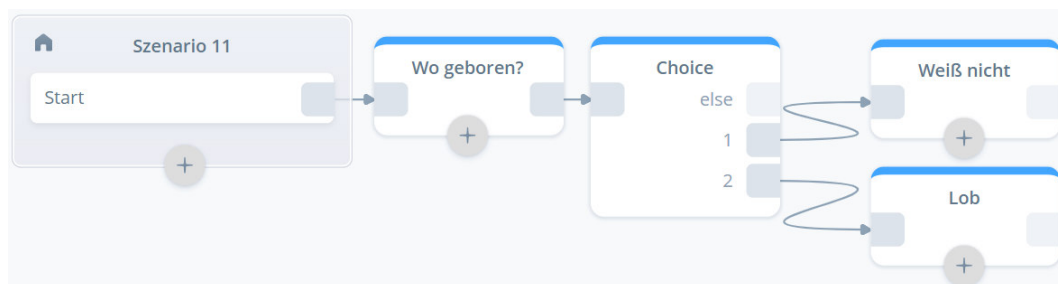 Szenario 11
Start
Wo geboren?
Choice
else
1
2
Weiß nicht
Lob